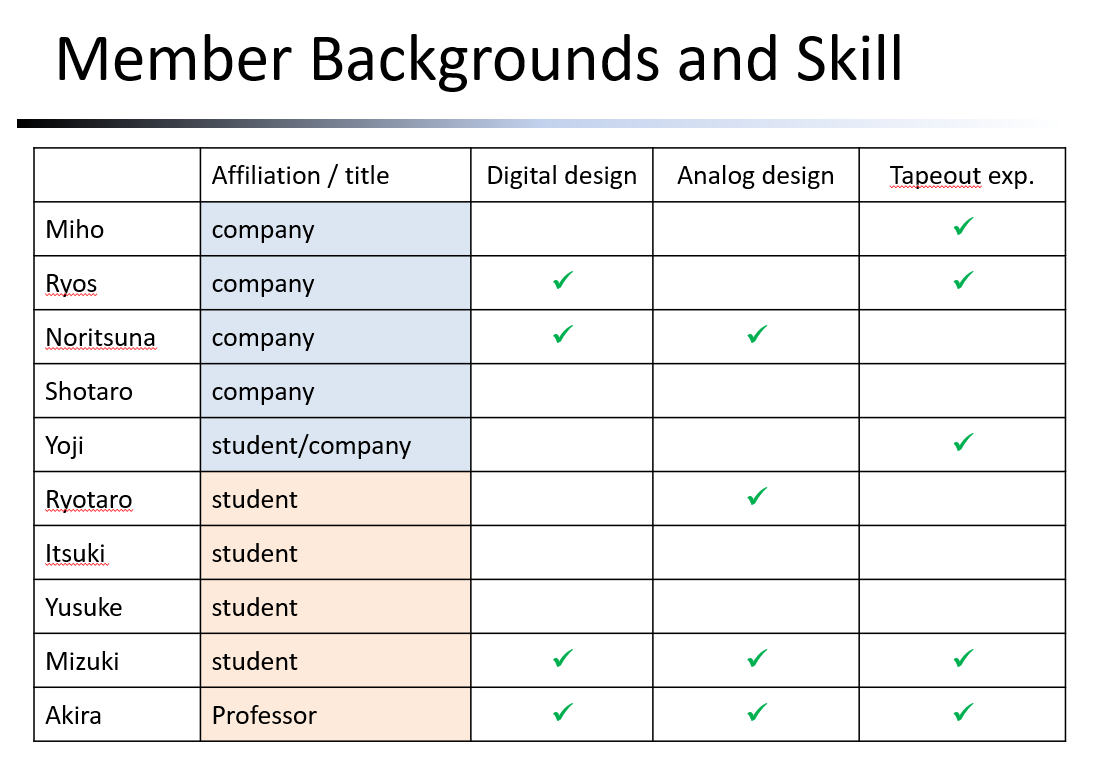 Member Backgrounds and Skill
Affiliation / title Digital design Analog design Tapeout exp.
Miho company ✓
Ryos company ✓ ✓
Noritsuna company ✓ ✓
Shotaro company
Yoji student/company ✓
Ryotaro student ✓
Itsuki student
Yusuke student
Mizuki student ✓ ✓ ✓
Akira Professor ✓ ✓ ✓